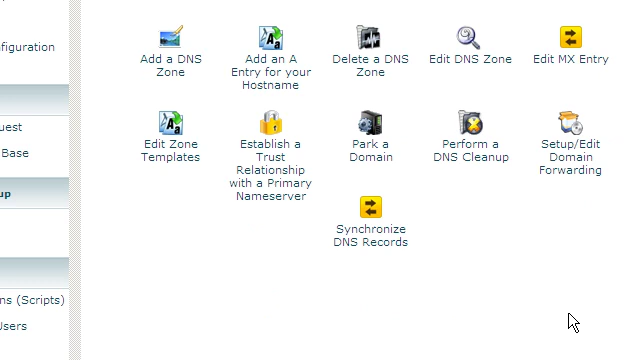 nfiguration
uest
Base
up
ns (Scripts)
Users
Add a DNS
Zone
Add an A
Entry for your
Hostname
Delete a DNS
Zone
Edit DNS Zone
Edit MX Entry
Edit Zone
Templates
Establish a
Trust
Relationship
with a Primary
Nameserver
Park a
Domain
Perform a
DNS Cleanup
Setup/Edit
Domain
Forwarding
Synchronize
DNS Records